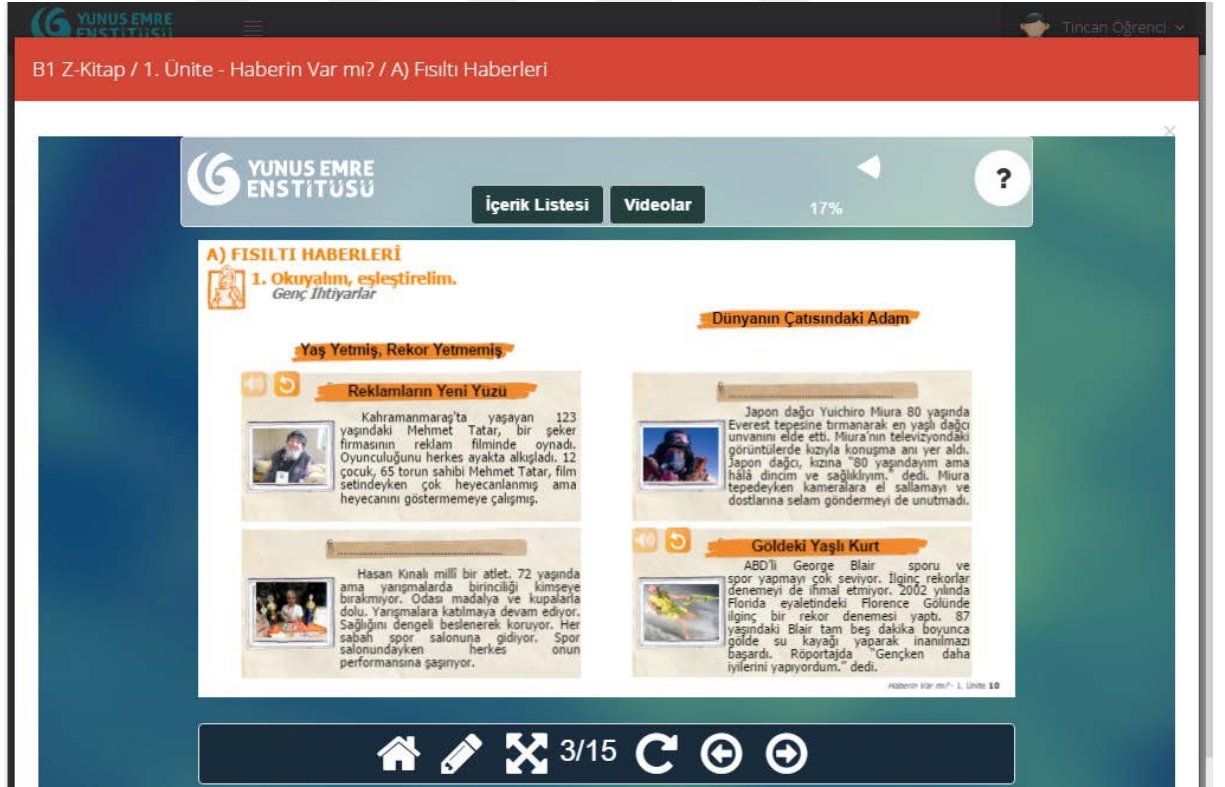 YUNUS EMRE
ENSTİTÜSÜ
Tincan Öğrenci
B1 Z-Kitap / 1. Ünite - Haberin Var mı? / A) Fısıltı Haberleri
×
YUNUS EMRE
ENSTİTÜSÜ
İçerik Listesi
Videolar
17%
?
A) FISILTI HABERLERİ
1. Okuyalım, eşleştirelim.
Genç İhtiyarlar
Dünyanın Çatısındaki Adam
Yaş Yetmiş, Rekor Yetmemiş
Reklamların Yeni Yüzü
Kahramanmaraş'ta yaşayan 123
yaşındaki Mehmet Tatar, bir şeker
firmasının reklam filminde oynadı.
Oyunculuğunu herkes ayakta alkışladı. 12
çocuk, 65 torun sahibi Mehmet Tatar, film
setindeyken çok heyecanlanmış ama
heyecanını göstermemeye çalışmış.
Hasan Kınalı millî bir atlet. 72 yaşında
ama yarışmalarda birinciliği kimseye
bırakmıyor. Odası madalya ve kupalarla
dolu. Yarışmalara katılmaya devam ediyor.
Sağlığını dengeli beslenerek koruyor. Her
sabah spor salonuna gidiyor. Spor
salonundayken herkes onun
performansına şaşırıyor.
Japon dağcı Yuichiro Miura 80 yaşında
Everest tepesine tırmanarak en yaşlı dağcı
unvanını elde etti. Miura'nın televizyondaki
görüntülerde kızıyla konuşma anı yer aldı.
Japon dağcı, kızına "80 yaşındayım ama
hâlâ dincim ve sağlıklıyım." dedi. Miura
tepedeyken kameralara el sallamayı ve
dostlarına selam göndermeyi de unutmadı.
Göldeki Yaşlı Kurt
ABD'li George Blair sporu ve
spor yapmayı çok seviyor. İlginç rekorlar
denemeyi de ihmal etmiyor. 2002 yılında
Florida eyaletindeki Florence Gölünde
ilginç bir rekor denemesi yaptı. 87
yaşındaki Blair tam beş dakika boyunca
gölde su kayağı yaparak inanılmazı
başardı. Röportajda "Gençken daha
iyilerini yapıyordum." dedi.
Haberin Var mı? - 1. Ünite 10
3/15